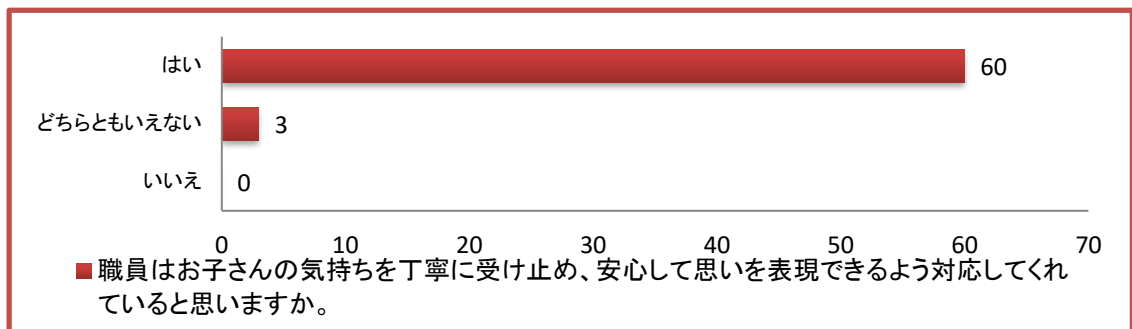 はい 60
どちらともいえない 3
いいえ 0
0 10 20 30 40 50 60 70
職員はお子さんの気持ちを丁寧に受け止め、安心して思いを表現できるよう対応してくれ
ていると思いますか。